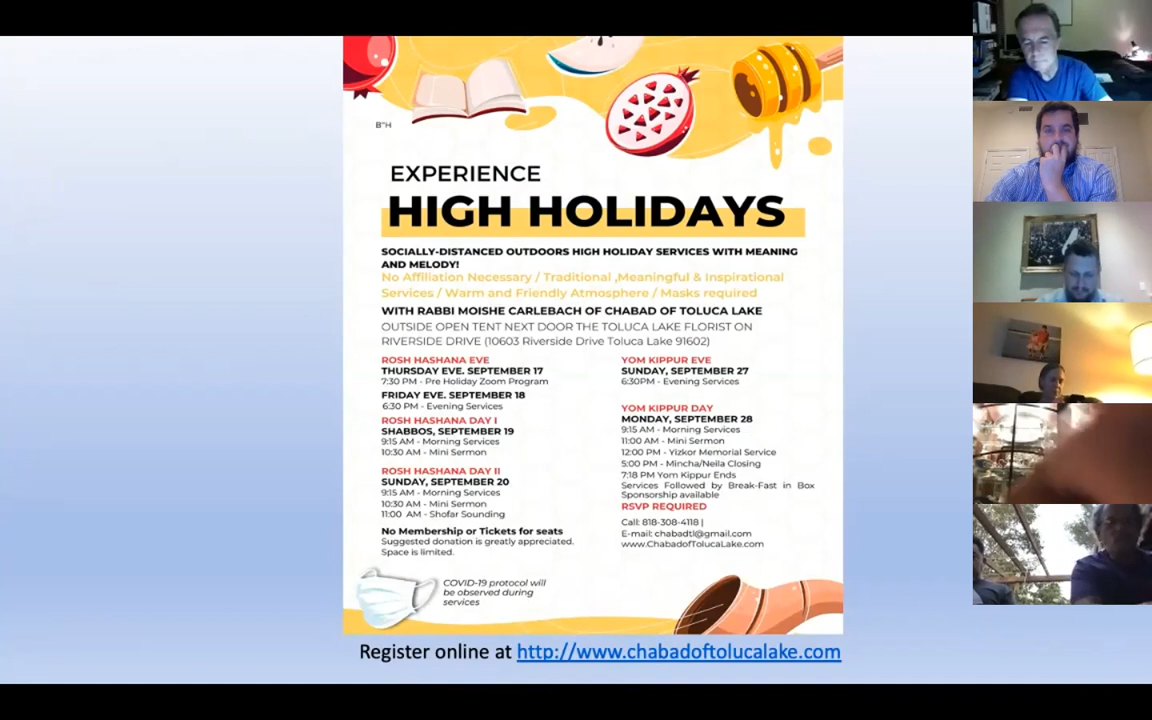 B"H
EXPERIENCE
HIGH HOLIDAYS
SOCIALLY-DISTANCED OUTDOORS HIGH HOLIDAY SERVICES WITH MEANING
AND MELODY!
No Affiliation Necessary / Traditional ,Meaningful & Inspirational
Services / Warm and Friendly Atmosphere / Masks required
WITH RABBI MOISHE CARLEBACH OF CHABAD OF TOLUCA LAKE
OUTSIDE OPEN TENT NEXT DOOR THE TOLUCA LAKE FLORIST ON
RIVERSIDE DRIVE (10603 Riverside Drive Toluca Lake 91602)
ROSH HASHANA EVE
THURSDAY EVE. SEPTEMBER 17
7:30 PM - Pre Holiday Zoom Program
FRIDAY EVE. SEPTEMBER 18
6:30 PM - Evening Services
ROSH HASHANA DAY I
SHABBOS, SEPTEMBER 19
9:15 AM - Morning Services
10:30 AM - Mini Sermon
ROSH HASHANA DAY II
SUNDAY, SEPTEMBER 20
9:15 AM - Morning Services
10:30 AM - Mini Sermon
11:00 AM - Shofar Sounding
No Membership or Tickets for seats
Suggested donation is greatly appreciated.
Space is limited.
YOM KIPPUR EVE
SUNDAY, SEPTEMBER 27
6:30PM - Evening Services
YOM KIPPUR DAY
MONDAY, SEPTEMBER 28
9:15 AM - Morning Services
11:00 AM - Mini Sermon
12:00 PM - Yizkor Memorial Service
5:00 PM - Mincha/Neila Closing
7:18 PM Yom Kippur Ends
Services Followed by Break-Fast in Box
Sponsorship available
RSVP REQUIRED
Call: 818-308-4118 |
E-mail: chabadtl@gmail.com
www.ChabadofTolucaLake.com
COVID-19 protocol will
be observed during
services
Register online at http://www.chabadoftolucalake.com